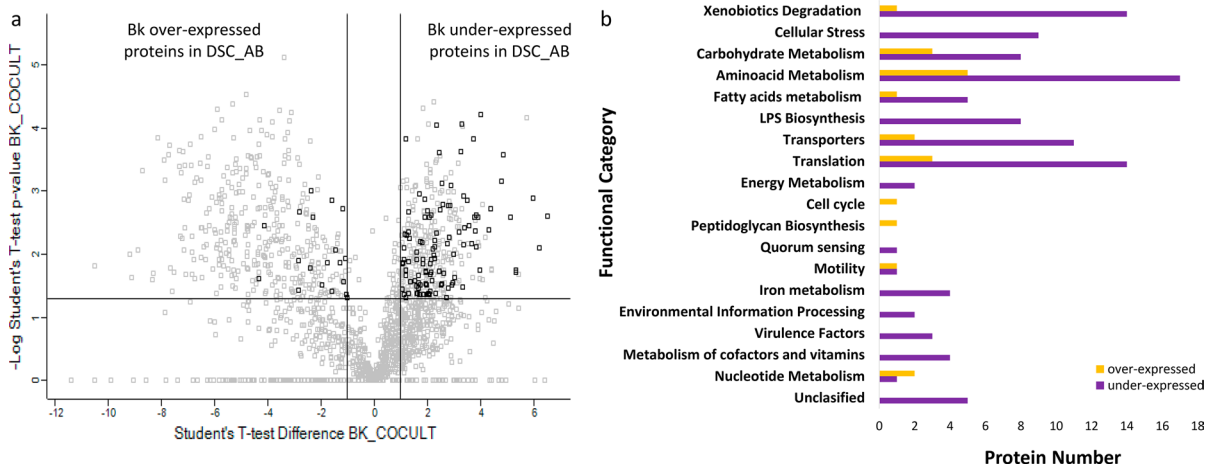 a
Bk over-expressed
proteins in DSC_AB
Bk under-expressed
proteins in DSC_AB
-Log Student's T-test p-value BK_COCULT
5
4
3
2
1
0
-12 -10 -8 -6 -4 -2 0 2 4 6
Student's T-test Difference BK_COCULT
b
Functional Category
Xenobiotics Degradation
Cellular Stress
Carbohydrate Metabolism
Aminoacid Metabolism
Fatty acids metabolism
LPS Biosynthesis
Transporters
Translation
Energy Metabolism
Cell cycle
Peptidoglycan Biosynthesis
Quorum sensing
Motility
Iron metabolism
Environmental Information Processing
Virulence Factors
Metabolism of cofactors and vitamins
Nucleotide Metabolism
Unclassified
over-expressed
under-expressed
0 2 4 6 8 10 12 14 16 18
Protein Number